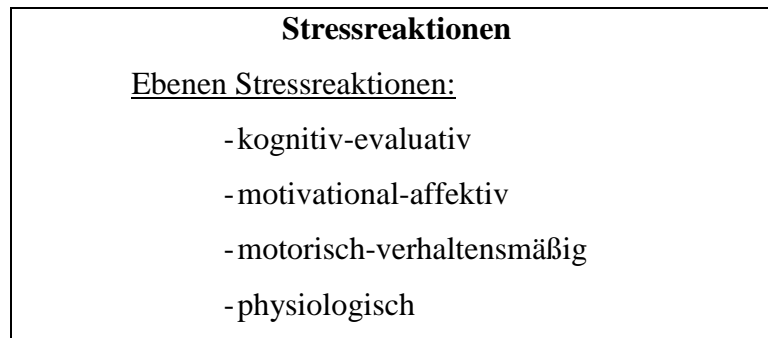 Stressreaktionen
Ebenen Stressreaktionen:
-kognitiv-evaluativ
-motivational-affektiv
-motorisch-verhaltensmäßig
-physiologisch